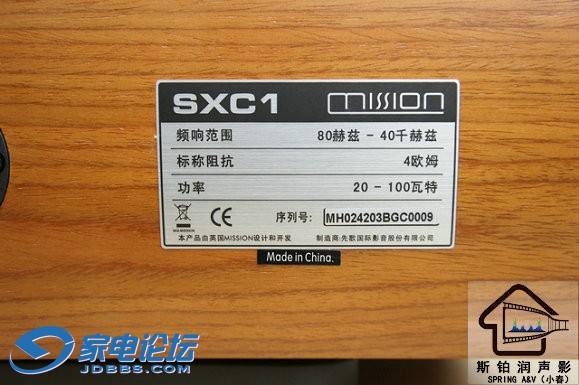 SXC1 mission
频响范围 80赫兹 - 40千赫兹
标称阻抗 4欧姆
功率 20 - 100瓦特
CE 序列号: MH024203BGC0009
本产品由英国MISSION设计和开发 制造商:先歌国际影音股份有限公司
Made in China.
家电论坛
JDBBS.COM
斯铂润声影
SPRING A&V (小春)